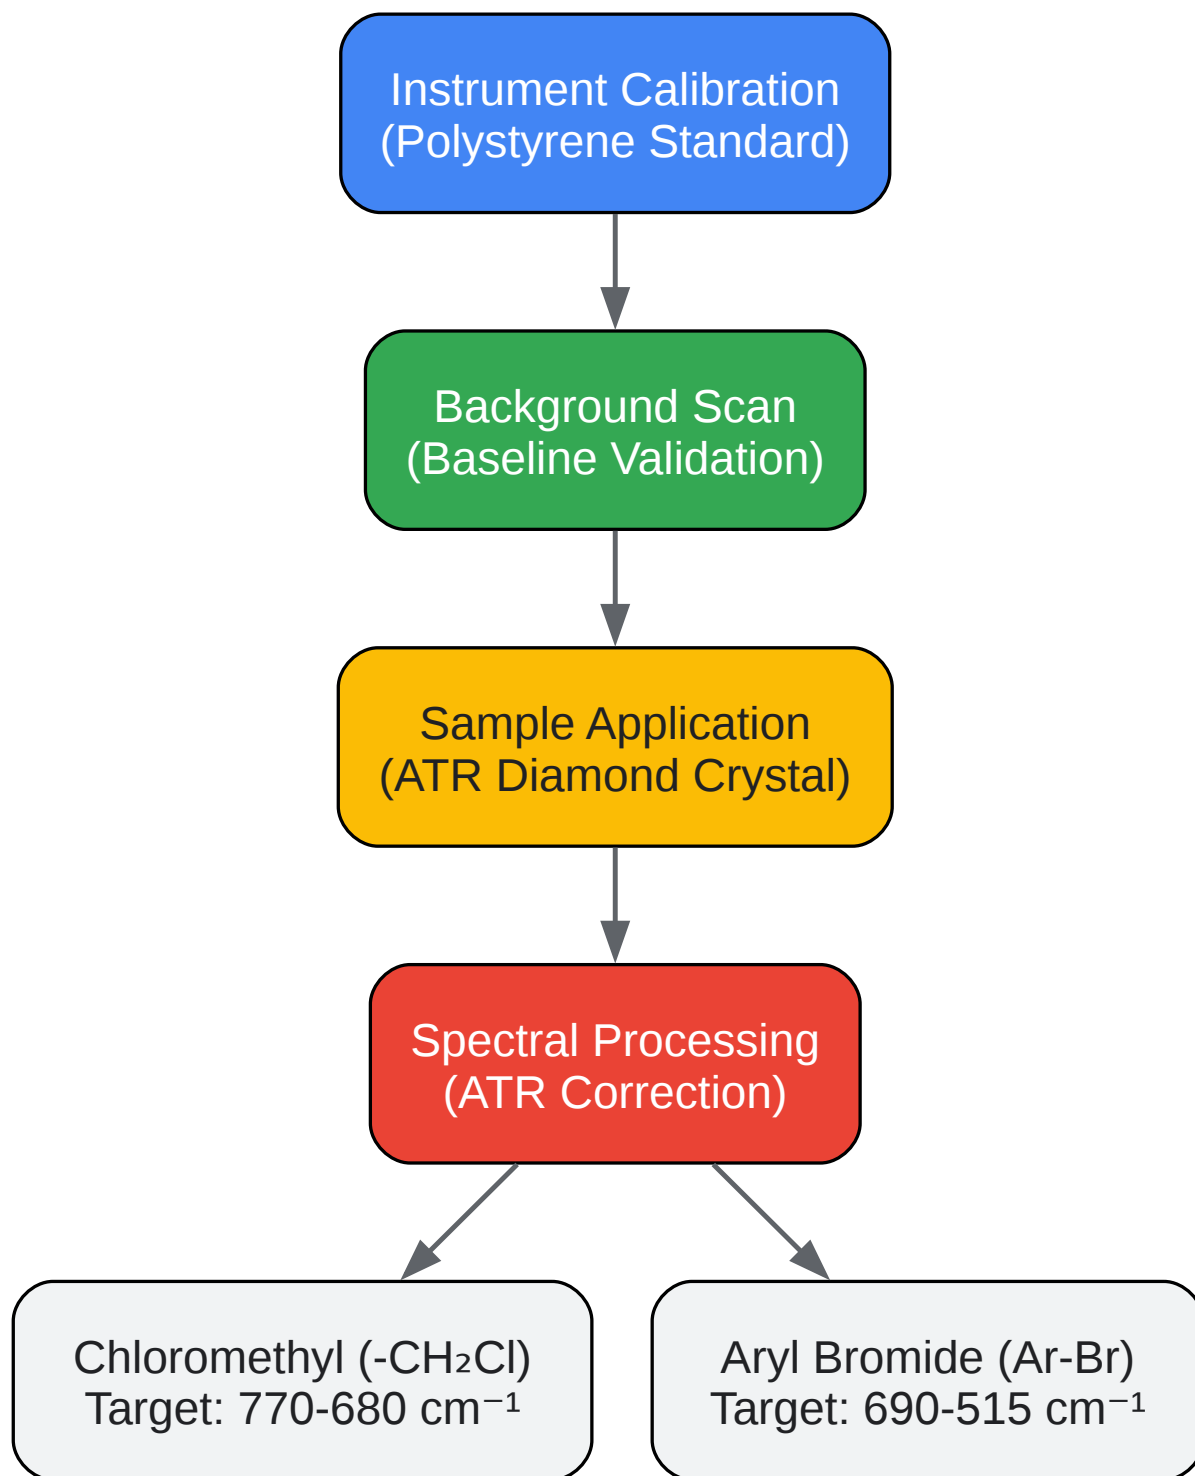 Instrument Calibration
(Polystyrene Standard)
Background Scan
(Baseline Validation)
Sample Application
(ATR Diamond Crystal)
Spectral Processing
(ATR Correction)
Chloromethyl (-CH₂Cl)
Target: 770-680 cm⁻¹
Aryl Bromide (Ar-Br)
Target: 690-515 cm⁻¹